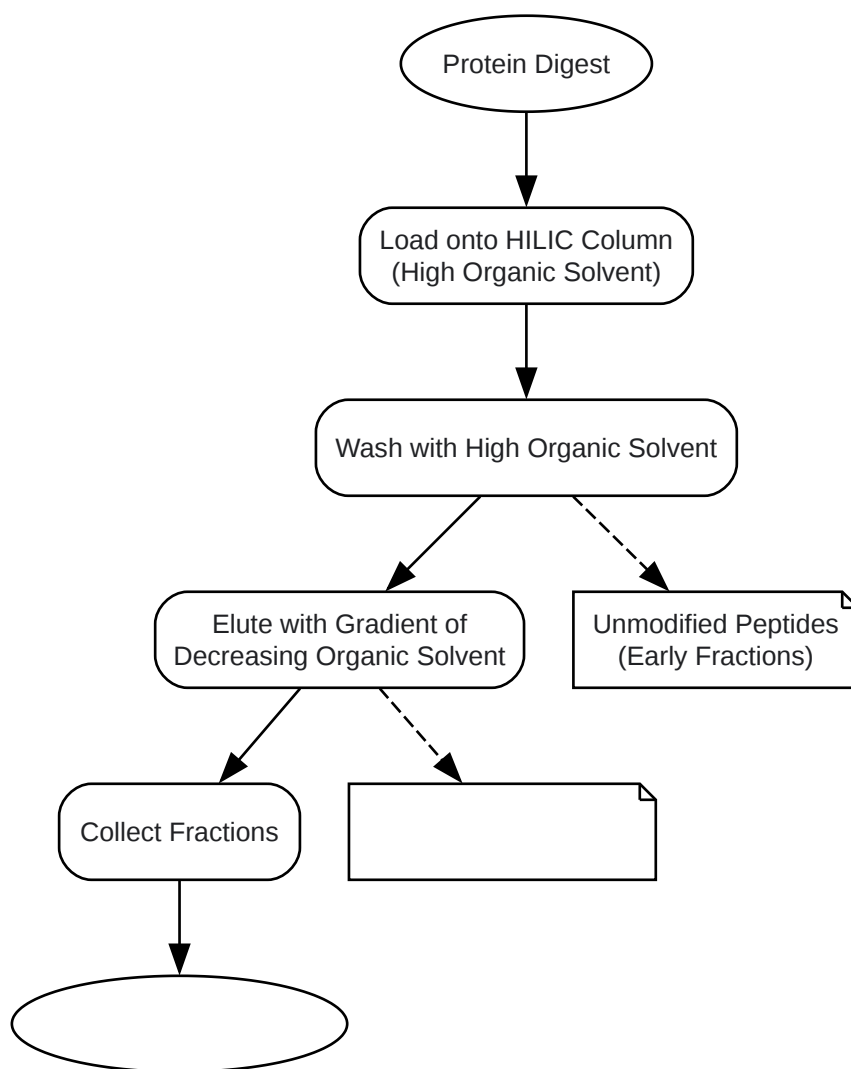 Protein Digest
Load onto HILIC Column
(High Organic Solvent)
Wash with High Organic Solvent
Elute with Gradient of
Decreasing Organic Solvent
Unmodified Peptides
(Early Fractions)
Collect Fractions